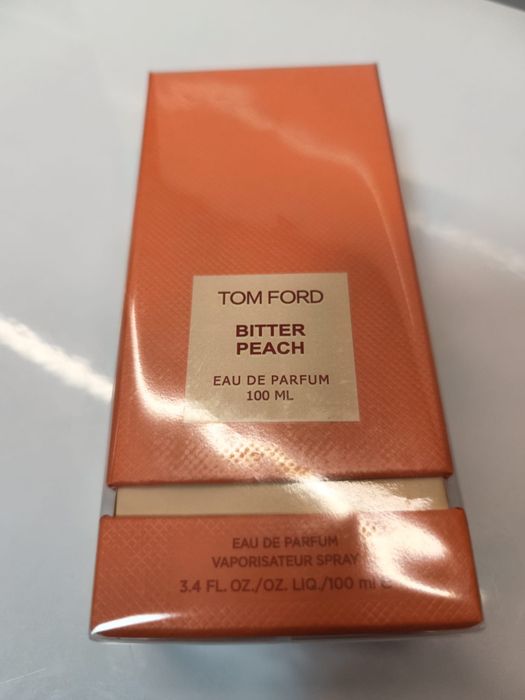 TOM FORD
BITTER
PEACH
EAU DE PARFUM
100 ML
EAU DE PARFUM
VAPORISATEUR SPRAY
3.4 FL. OZ./OZ. LIQ./100 ml ℮